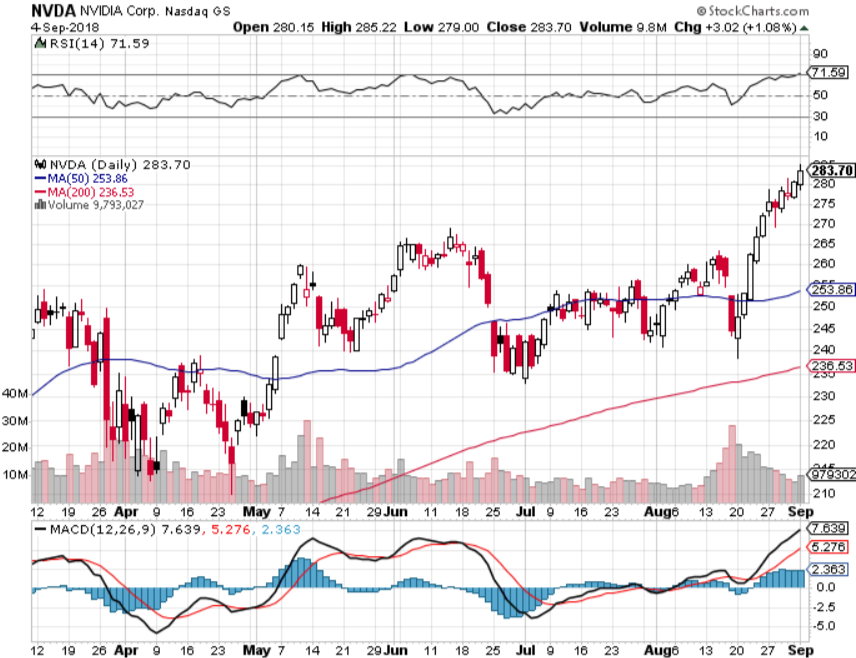 NVDA NVIDIA Corp. Nasdaq GS © StockCharts.com
4-Sep-2018 Open 280.15 High 285.22 Low 279.00 Close 283.70 Volume 9.8M Chg +3.02 (+1.08%)
RSI(14) 71.59
90
71.59
50
30
10
NVDA (Daily) 283.70
MA(50) 253.86
MA(200) 236.53
Volume 9,793,027
283.70
280
275
270
265
260
253.86
250
245
240
236.53
230
225
220
979302
210
40M
30M
20M
10M
12 19 26 Apr 9 16 23 May 7 14 21 29 Jun 11 18 25 Jul 9 16 23 Aug 6 13 20 27 Sep
MACD(12,26,9) 7.639, 5.276, 2.363
7.639
5.276
2.363
0.0
-2.5
-5.0
12 19 26 Apr 9 16 23 May 7 14 21 29 Jun 11 18 25 Jul 9 16 23 Aug 6 13 20 27 Sep